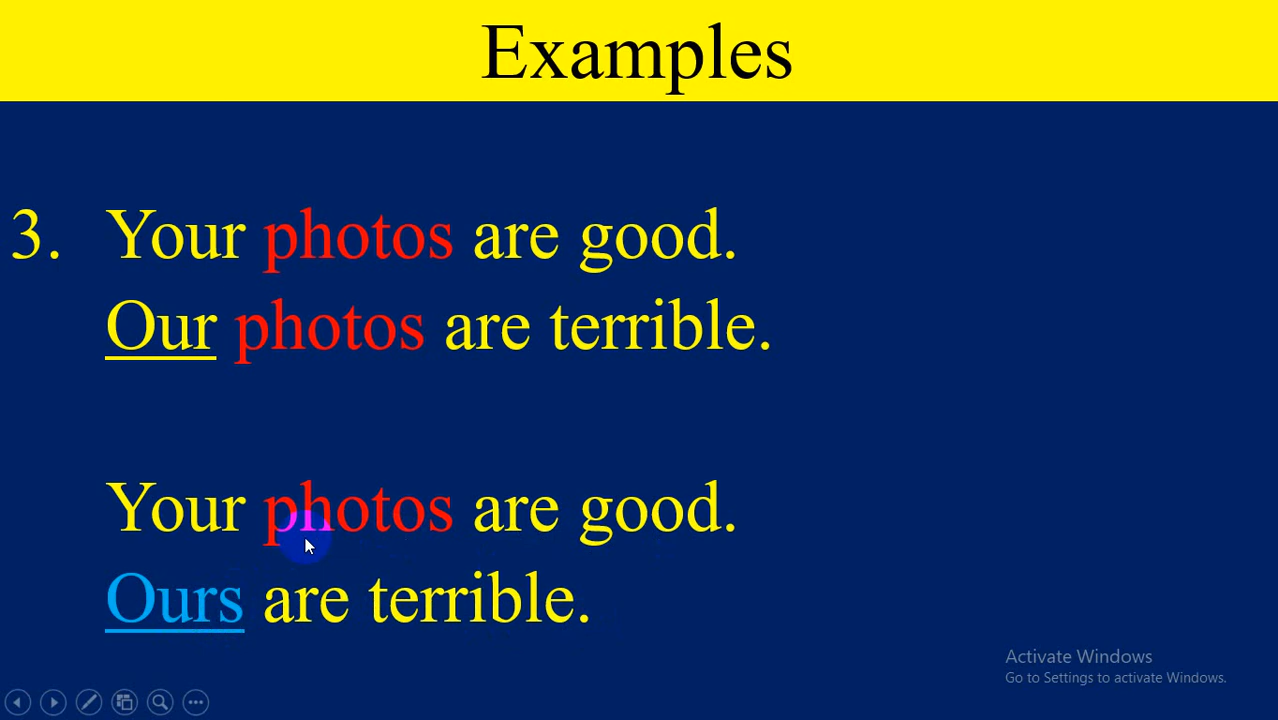 Examples
3. Your photos are good.
Our photos are terrible.
Your photos are good.
Ours are terrible.
Activate Windows
Go to Settings to activate Windows.